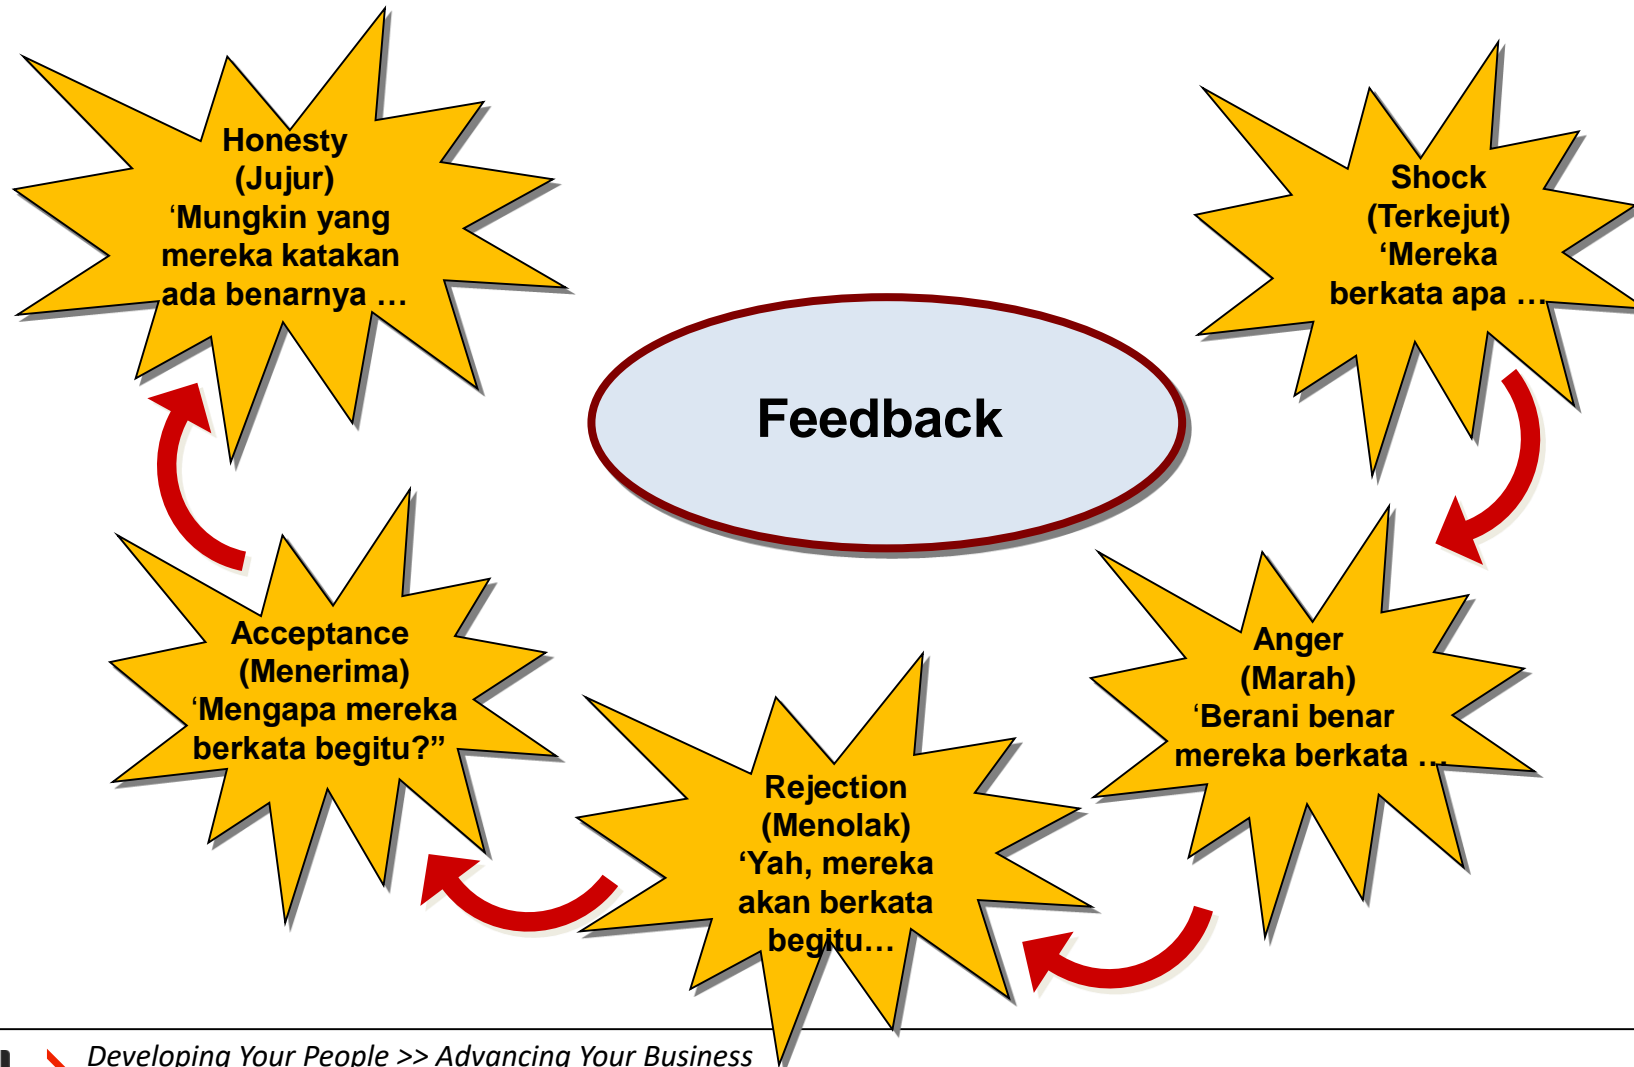 Honesty
(Jujur)
‘Mungkin yang
mereka katakan
ada benarnya …
Shock
(Terkejut)
‘Mereka
berkata apa …
Feedback
Acceptance
(Menerima)
‘Mengapa mereka
berkata begitu?”
Anger
(Marah)
‘Berani benar
mereka berkata …
Rejection
(Menolak)
‘Yah, mereka
akan berkata
begitu…
Developing Your People >> Advancing Your Business